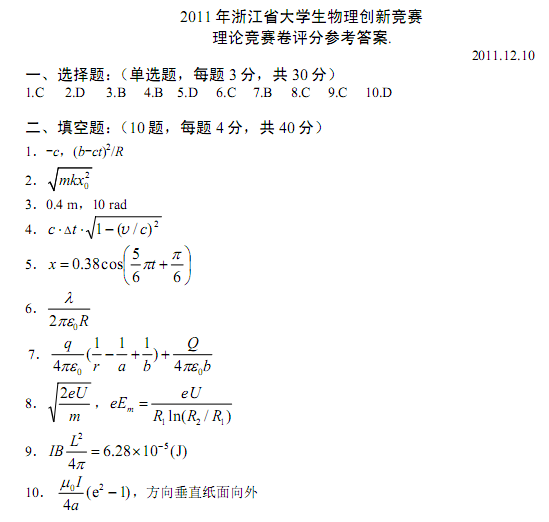 2011年浙江省大学生物理创新竞赛
理论竞赛卷评分参考答案.
2011.12.10
一、选择题：（单选题，每题3分，共30分）
1.C 2.D 3.B 4.B 5.D 6.C 7.B 8.C 9.C 10.D
二、填空题：（10题，每题4分，共40分）
1．-c，(b-ct)²/R
2．√(mkx₀²)
3．0.4 m，10 rad
4．c·Δt·√(1-(υ/c)²)
5．x=0.38cos(5/6 πt+π/6)
6．λ/(2πε₀R)
7．q/(4πε₀)(1/r-1/a+1/b)+Q/(4πε₀b)
8．√(2eU/m)，eEₘ=eU/(R₁ln(R₂/R₁))
9．IB L²/(4π)=6.28×10⁻⁵(J)
10．μ₀I/(4a)(e²-1)，方向垂直纸面向外